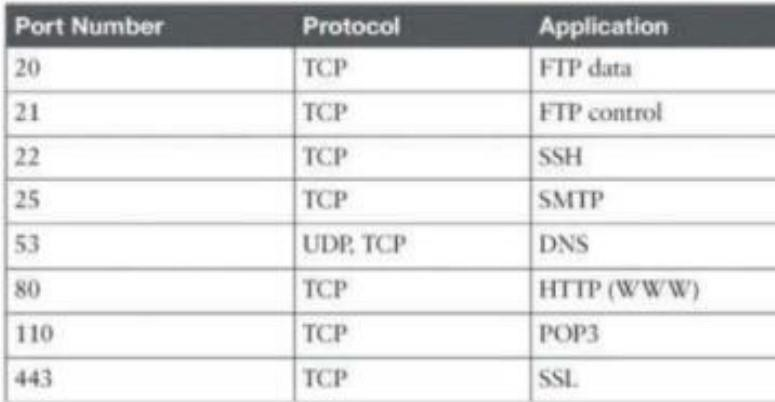 Port Number Protocol Application
20 TCP FTP data
21 TCP FTP control
22 TCP SSH
25 TCP SMTP
53 UDP, TCP DNS
80 TCP HTTP (WWW)
110 TCP POP3
443 TCP SSL